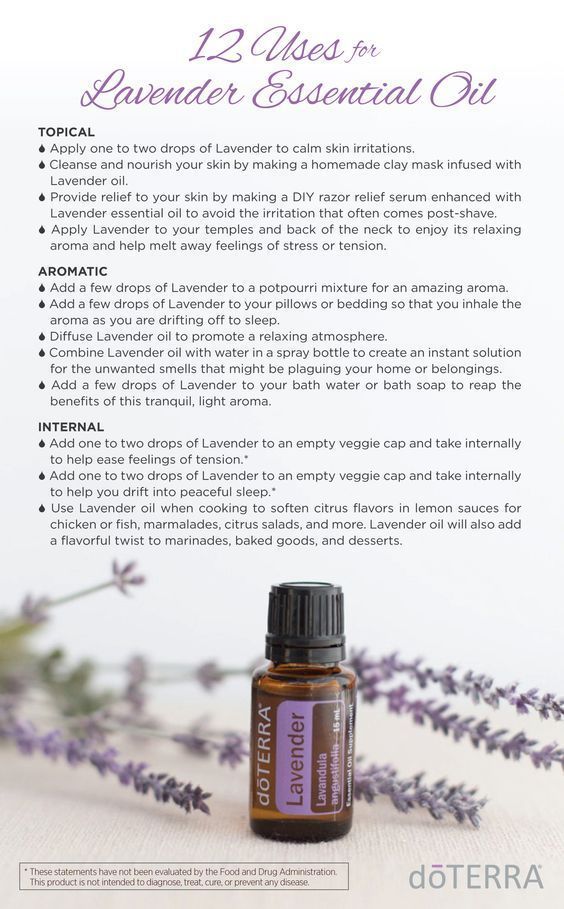 12 Uses for
Lavender Essential Oil
TOPICAL
Apply one to two drops of Lavender to calm skin irritations.
Cleanse and nourish your skin by making a homemade clay mask infused with
Lavender oil.
Provide relief to your skin by making a DIY razor relief serum enhanced with
Lavender essential oil to avoid the irritation that often comes post-shave.
Apply Lavender to your temples and back of the neck to enjoy its relaxing
aroma and help melt away feelings of stress or tension.
AROMATIC
Add a few drops of Lavender to a potpourri mixture for an amazing aroma.
Add a few drops of Lavender to your pillows or bedding so that you inhale the
aroma as you are drifting off to sleep.
Diffuse Lavender oil to promote a relaxing atmosphere.
Combine Lavender oil with water in a spray bottle to create an instant solution
for the unwanted smells that might be plaguing your home or belongings.
Add a few drops of Lavender to your bath water or bath soap to reap the
benefits of this tranquil, light aroma.
INTERNAL
Add one to two drops of Lavender to an empty veggie cap and take internally
to help ease feelings of tension.*
Add one to two drops of Lavender to an empty veggie cap and take internally
to help you drift into peaceful sleep.*
Use Lavender oil when cooking to soften citrus flavors in lemon sauces for
chicken or fish, marmalades, citrus salads, and more. Lavender oil will also add
a flavorful twist to marinades, baked goods, and desserts.
dōTERRA®
Lavender
Lavandula
angustifolia 15 mL
Essential Oil Supplement
* These statements have not been evaluated by the Food and Drug Administration.
This product is not intended to diagnose, treat, cure, or prevent any disease.
dōTERRA®